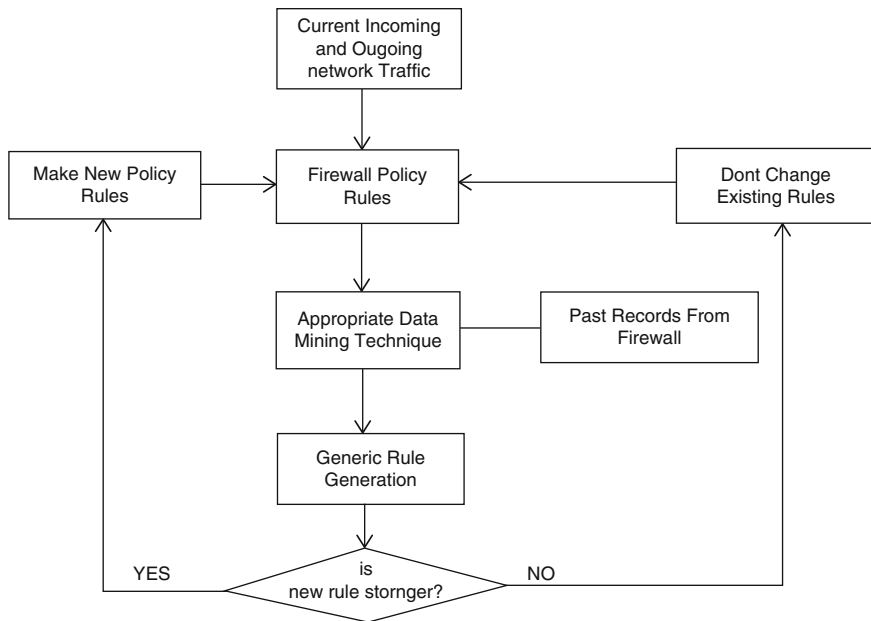 Current Incoming
and Ougoing
network Traffic
Make New Policy
Rules
Firewall Policy
Rules
Dont Change
Existing Rules
Appropriate Data
Mining Technique
Past Records From
Firewall
Generic Rule
Generation
YES
is
new rule stornger?
NO